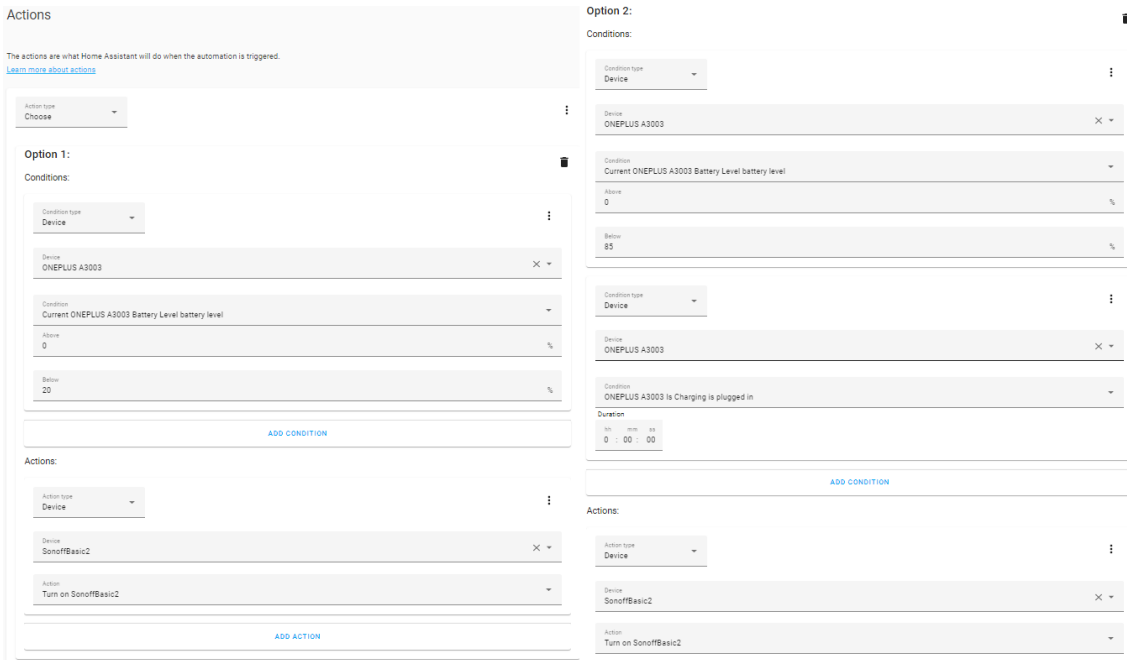 Actions
The actions are what Home Assistant will do when the automation is triggered.
Learn more about actions
Action type
Choose
Option 1:
Conditions:
Condition type
Device
Device
ONEPLUS A3003
Condition
Current ONEPLUS A3003 Battery Level battery level
Above
0 %
Below
20 %
ADD CONDITION
Actions:
Action type
Device
Device
SonoffBasic2
Action
Turn on SonoffBasic2
ADD ACTION
Option 2:
Conditions:
Condition type
Device
Device
ONEPLUS A3003
Condition
Current ONEPLUS A3003 Battery Level battery level
Above
0 %
Below
85 %
Condition type
Device
Device
ONEPLUS A3003
Condition
ONEPLUS A3003 Is Charging is plugged in
Duration
hh mm ss
0 : 00 : 00
ADD CONDITION
Actions:
Action type
Device
Device
SonoffBasic2
Action
Turn on SonoffBasic2